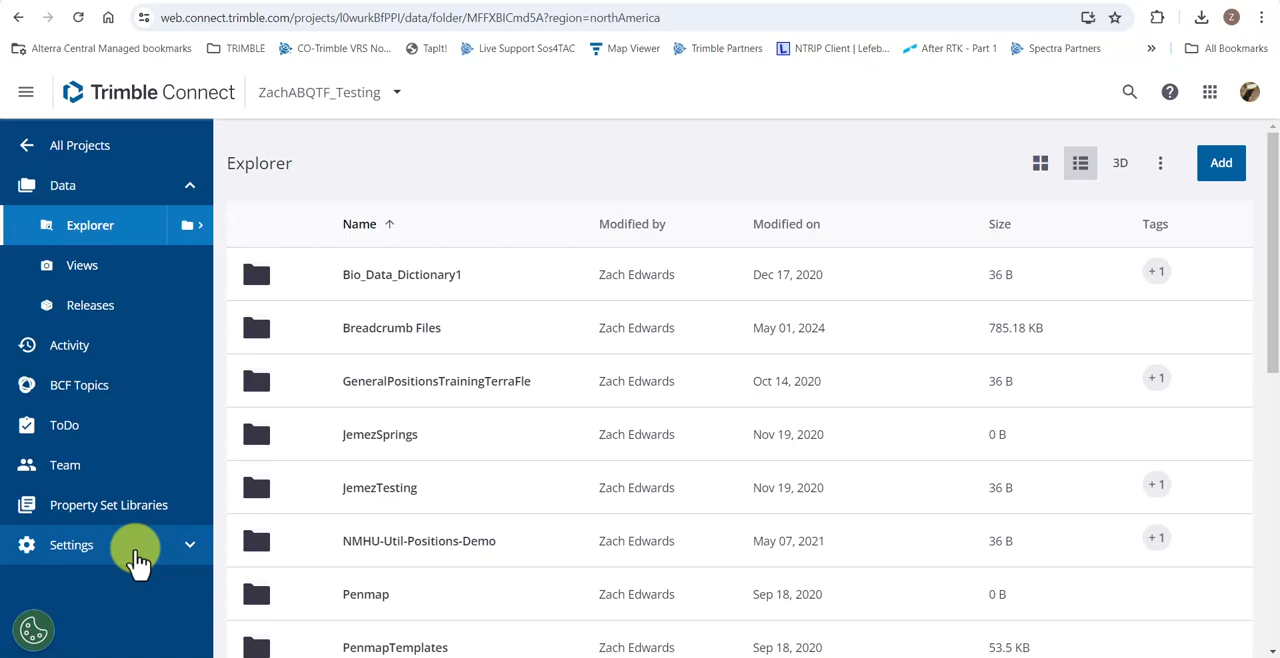 web.connect.trimble.com/projects/l0wurkBfPPI/data/folder/MFFXBlCmd5A?region=northAmerica
Z
Alterra Central Managed bookmarks
TRIMBLE
CO-Trimble VRS No...
TapIt!
Live Support Sos4TAC
Map Viewer
Trimble Partners
NTRIP Client | Lefeb...
After RTK - Part 1
Spectra Partners
»
All Bookmarks
Trimble Connect
ZachABQTF_Testing
All Projects
Data
Explorer
Views
Releases
Activity
BCF Topics
ToDo
Team
Property Set Libraries
Settings
Explorer
3D
Add
Name
Modified by
Modified on
Size
Tags
Bio_Data_Dictionary1 Zach Edwards Dec 17, 2020 36 B + 1
Breadcrumb Files Zach Edwards May 01, 2024 785.18 KB
GeneralPositionsTrainingTerraFle Zach Edwards Oct 14, 2020 36 B + 1
JemezSprings Zach Edwards Nov 19, 2020 0 B
JemezTesting Zach Edwards Nov 19, 2020 36 B + 1
NMHU-Util-Positions-Demo Zach Edwards May 07, 2021 36 B + 1
Penmap Zach Edwards Sep 18, 2020 0 B
PenmapTemplates Zach Edwards Sep 18, 2020 53.5 KB